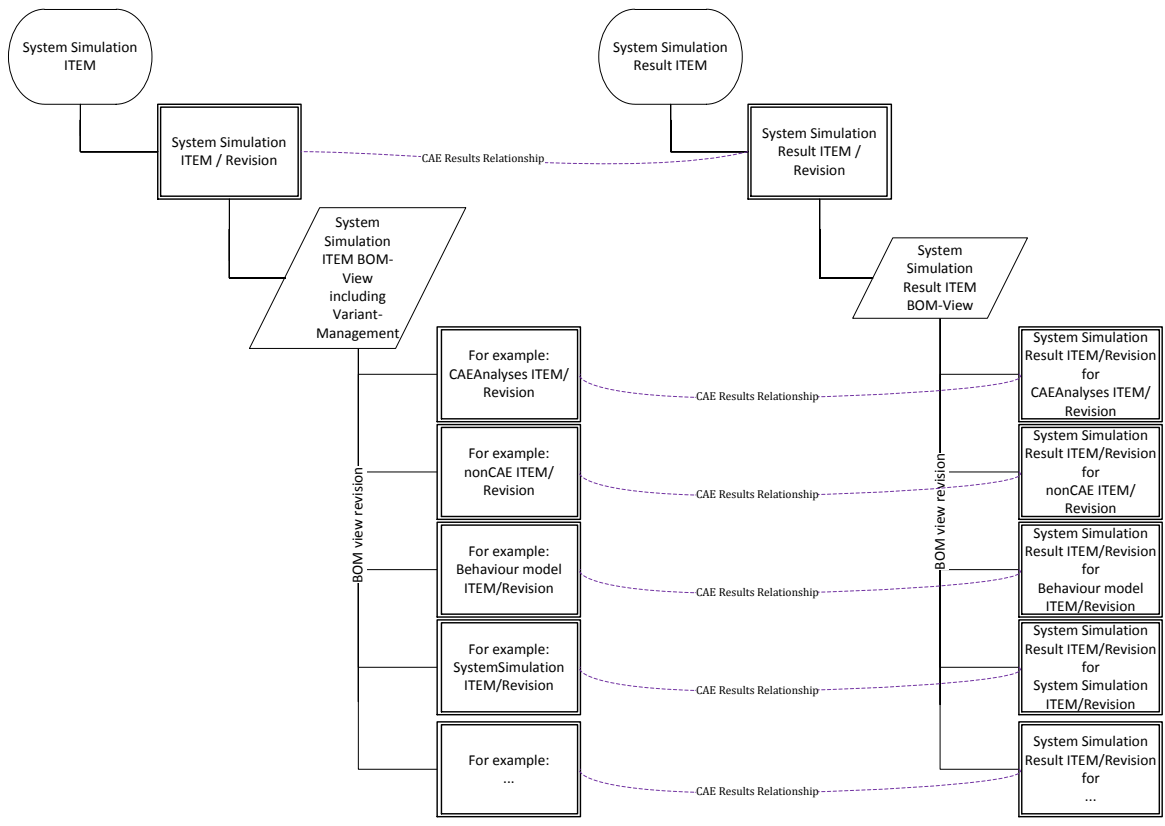 System Simulation
ITEM
System Simulation
Result ITEM
System Simulation
ITEM / Revision
CAE Results Relationship
System Simulation
Result ITEM /
Revision
System
Simulation
ITEM BOM-
View
including
Variant-
Management
System
Simulation
Result ITEM
BOM-View
BOM view revision
For example:
CAEAnalyses ITEM/
Revision
CAE Results Relationship
BOM view revision
System Simulation
Result ITEM/Revision
for
CAEAnalyses ITEM/
Revision
For example:
nonCAE ITEM/
Revision
CAE Results Relationship
System Simulation
Result ITEM/Revision
for
nonCAE ITEM/
Revision
For example:
Behaviour model
ITEM/Revision
CAE Results Relationship
System Simulation
Result ITEM/Revision
for
Behaviour model
ITEM/Revision
For example:
SystemSimulation
ITEM/Revision
CAE Results Relationship
System Simulation
Result ITEM/Revision
for
System Simulation
ITEM/Revision
For example:
...
CAE Results Relationship
System Simulation
Result ITEM/Revision
for
...